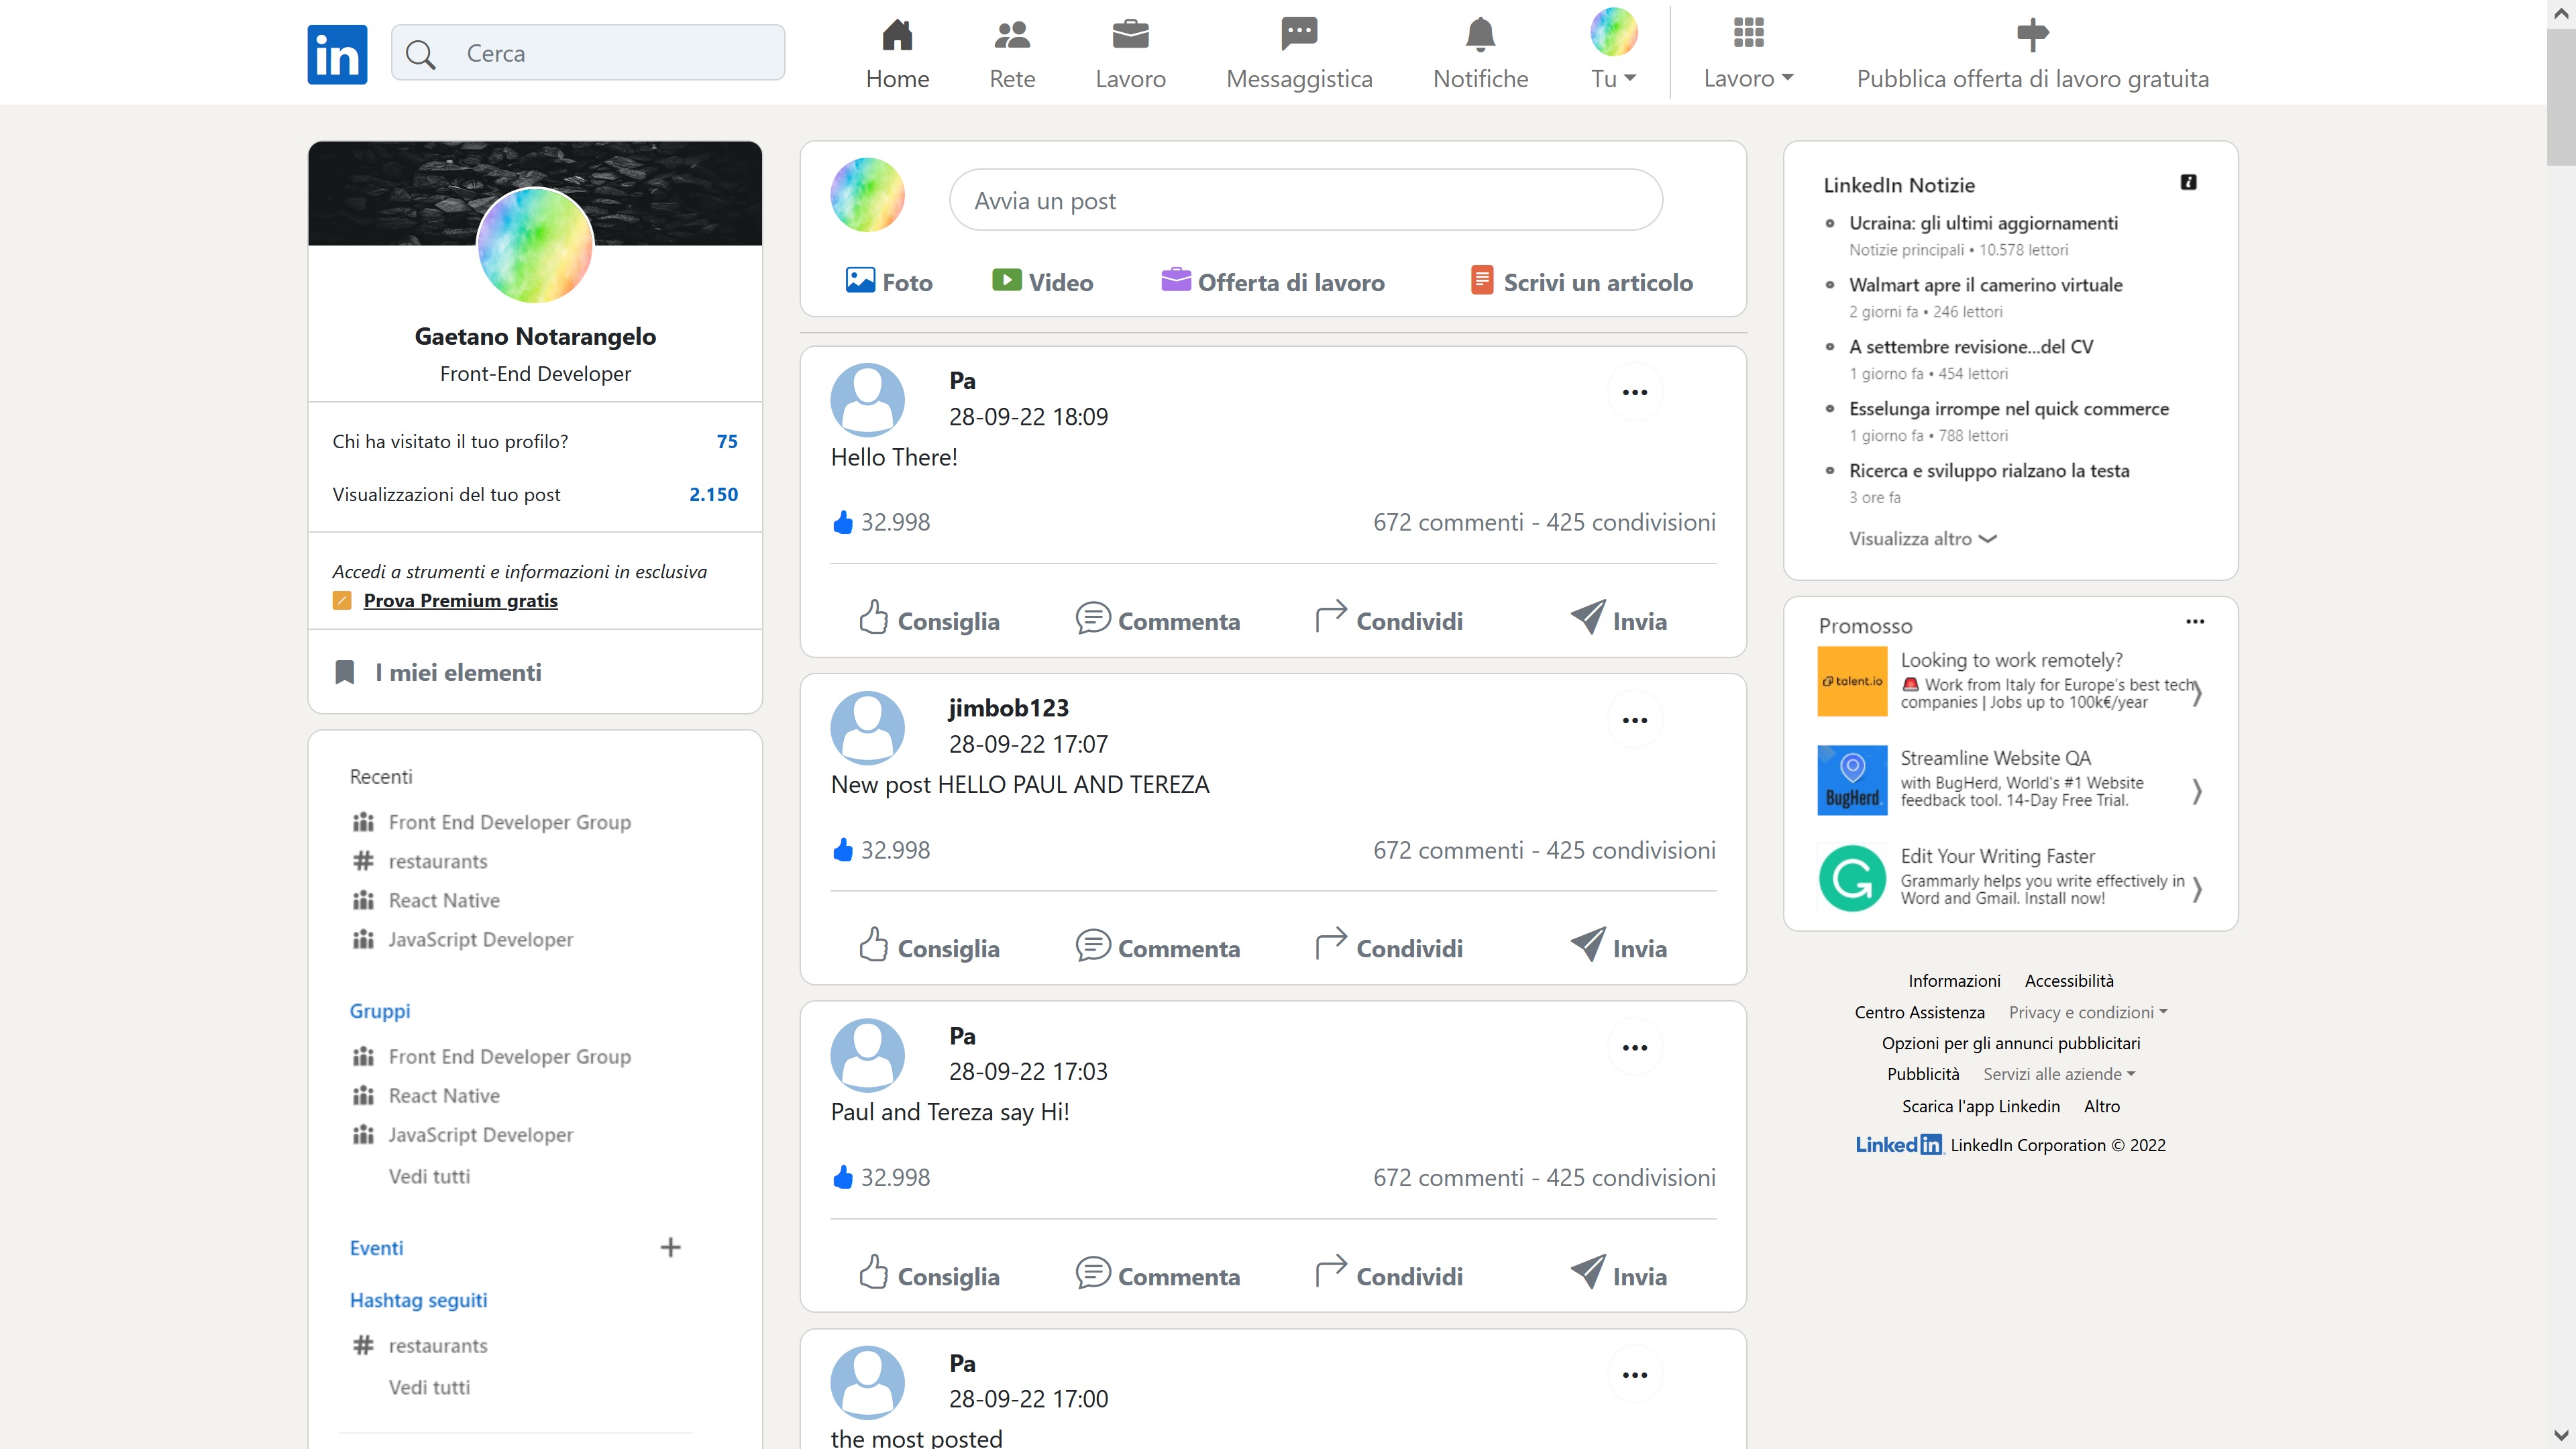 in
Cerca
Home
Rete
Lavoro
Messaggistica
Notifiche
Tu
Lavoro
Pubblica offerta di lavoro gratuita
Gaetano Notarangelo
Front-End Developer
Chi ha visitato il tuo profilo? 75
Visualizzazioni del tuo post 2.150
Accedi a strumenti e informazioni in esclusiva
Prova Premium gratis
I miei elementi
Recenti
Front End Developer Group
restaurants
React Native
JavaScript Developer
Gruppi
Front End Developer Group
React Native
JavaScript Developer
Vedi tutti
Eventi
Hashtag seguiti
restaurants
Vedi tutti
Avvia un post
Foto Video Offerta di lavoro Scrivi un articolo
Pa
28-09-22 18:09
Hello There!
32.998 672 commenti - 425 condivisioni
Consiglia Commenta Condividi Invia
jimbob123
28-09-22 17:07
New post HELLO PAUL AND TEREZA
32.998 672 commenti - 425 condivisioni
Consiglia Commenta Condividi Invia
Pa
28-09-22 17:03
Paul and Tereza say Hi!
32.998 672 commenti - 425 condivisioni
Consiglia Commenta Condividi Invia
Pa
28-09-22 17:00
the most posted
LinkedIn Notizie
Ucraina: gli ultimi aggiornamenti
Notizie principali • 10.578 lettori
Walmart apre il camerino virtuale
2 giorni fa • 246 lettori
A settembre revisione...del CV
1 giorno fa • 454 lettori
Esselunga irrompe nel quick commerce
1 giorno fa • 788 lettori
Ricerca e sviluppo rialzano la testa
3 ore fa
Visualizza altro
Promosso
talent.io
Looking to work remotely?
🚨 Work from Italy for Europe's best tech
companies | Jobs up to 100k€/year
BugHerd
Streamline Website QA
with BugHerd, World's #1 Website
feedback tool. 14-Day Free Trial.
Edit Your Writing Faster
Grammarly helps you write effectively in
Word and Gmail. Install now!
Informazioni Accessibilità
Centro Assistenza Privacy e condizioni
Opzioni per gli annunci pubblicitari
Pubblicità Servizi alle aziende
Scarica l'app Linkedin Altro
Linkedin LinkedIn Corporation © 2022